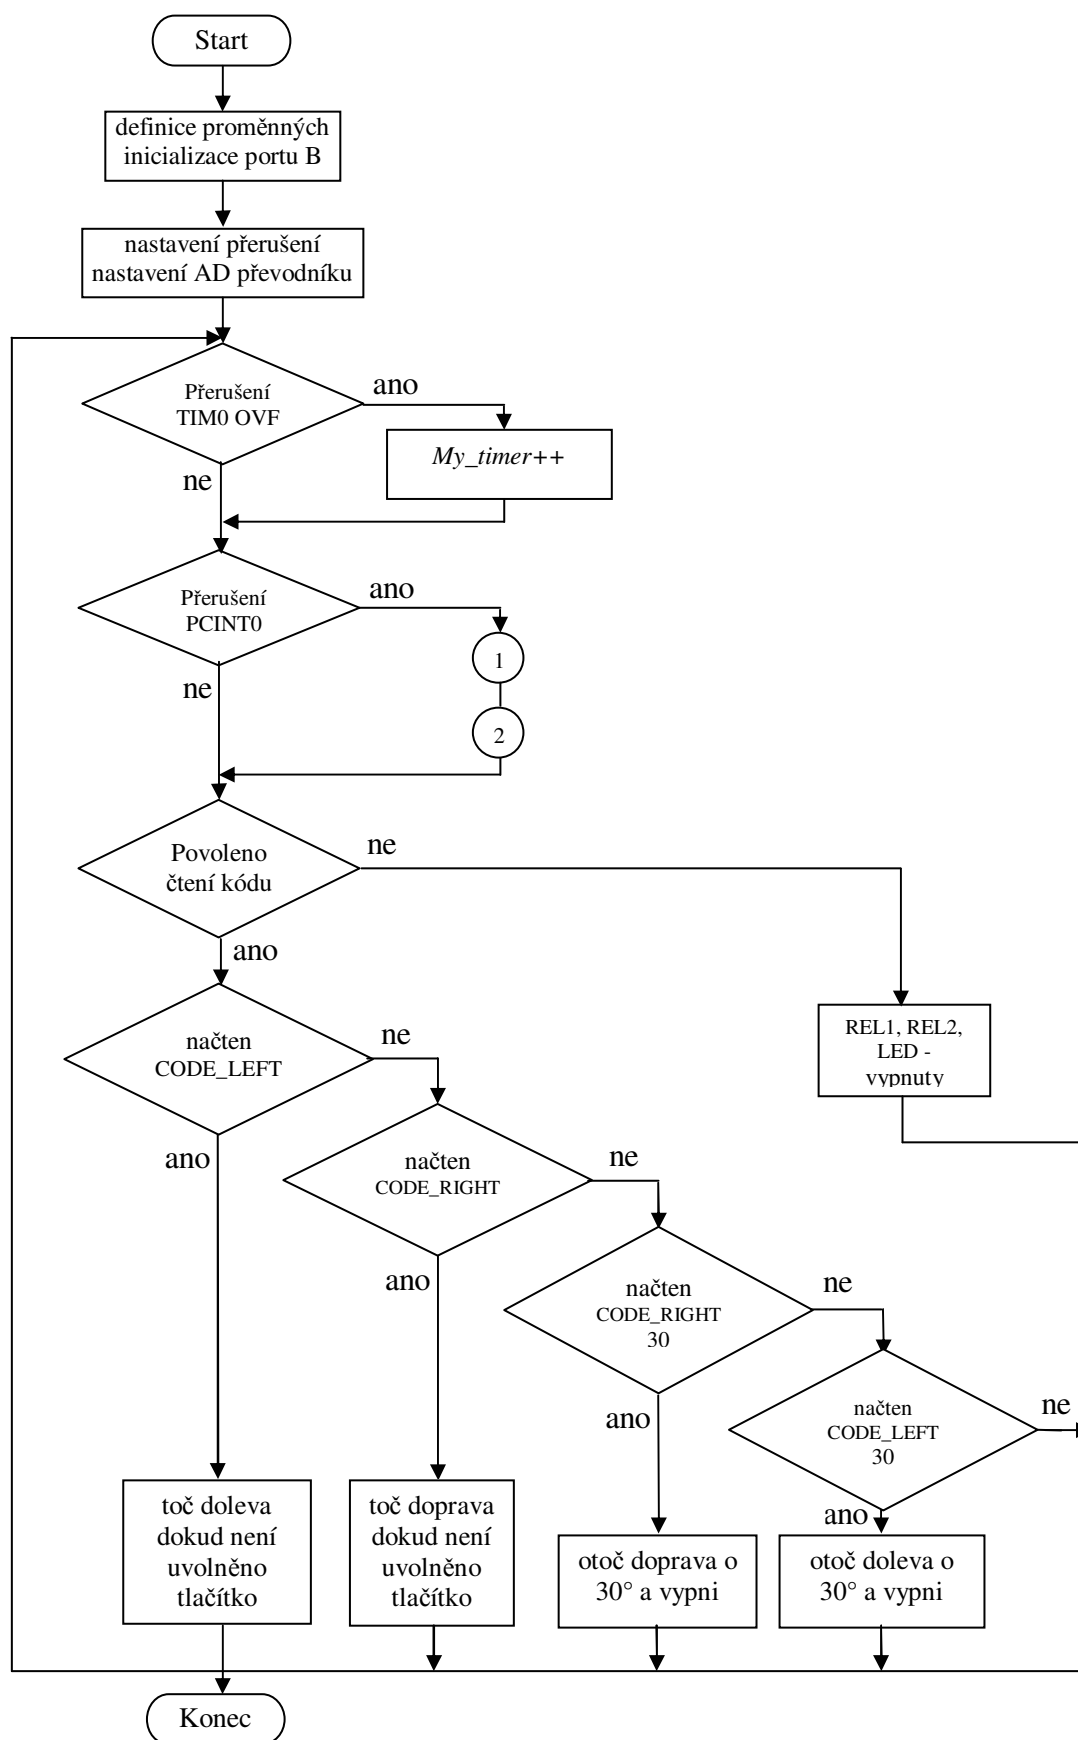 Start
definice proměnných
inicializace portu B
nastavení přerušení
nastavení AD převodníku
Přerušení
TIM0 OVF
ano
My_timer++
ne
Přerušení
PCINT0
ano
1
ne
2
Povoleno
čtení kódu
ne
ano
REL1, REL2,
LED -
vypnuty
načten
CODE_LEFT
ne
ano
načten
CODE_RIGHT
ne
ano
načten
CODE_RIGHT
30
ne
ano
načten
CODE_LEFT
30
ne
ano
toč doleva
dokud není
uvolněno
tlačítko
toč doprava
dokud není
uvolněno
tlačítko
otoč doprava o
30° a vypni
otoč doleva o
30° a vypni
Konec